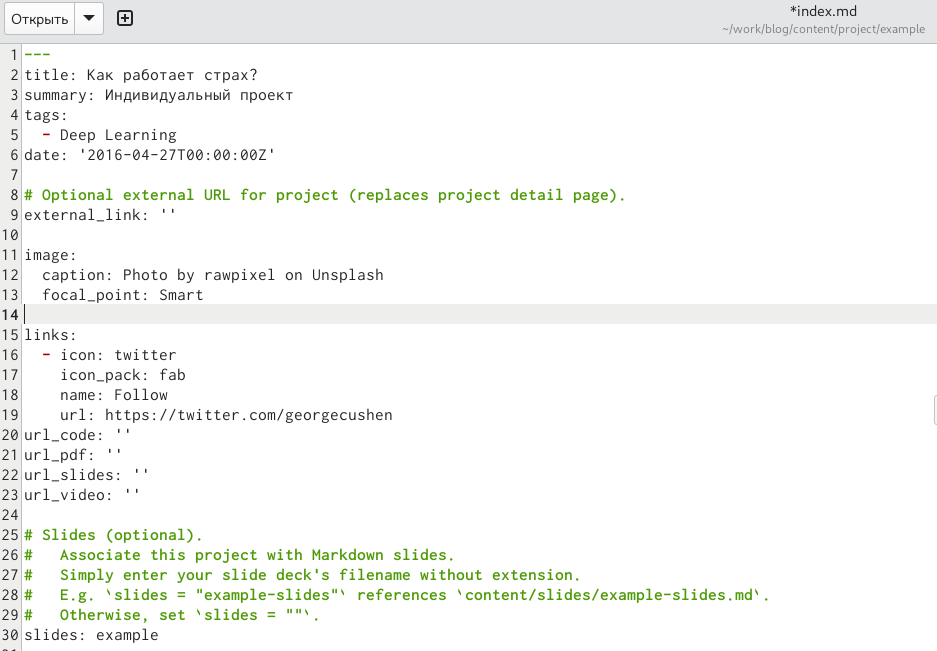 Открыть
*index.md
~/work/blog/content/project/example
1 ---
2 title: Как работает страх?
3 summary: Индивидуальный проект
4 tags:
5   - Deep Learning
6 date: '2016-04-27T00:00:00Z'
7
8 # Optional external URL for project (replaces project detail page).
9 external_link: ''
10
11 image:
12   caption: Photo by rawpixel on Unsplash
13   focal_point: Smart
14
15 links:
16   - icon: twitter
17     icon_pack: fab
18     name: Follow
19     url: https://twitter.com/georgecushen
20 url_code: ''
21 url_pdf: ''
22 url_slides: ''
23 url_video: ''
24
25 # Slides (optional).
26 #   Associate this project with Markdown slides.
27 #   Simply enter your slide deck's filename without extension.
28 #   E.g. `slides = "example-slides"` references `content/slides/example-slides.md`.
29 #   Otherwise, set `slides = ""`.
30 slides: example